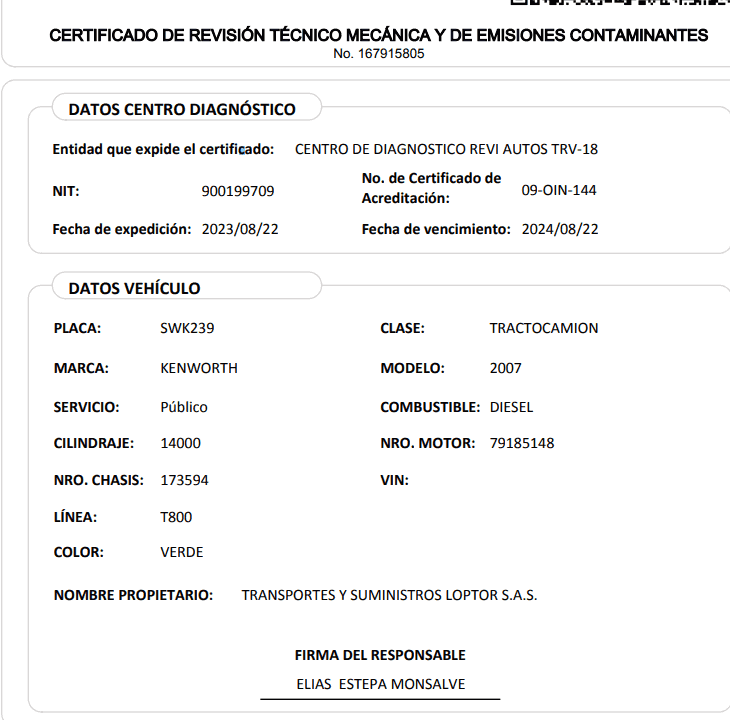 CERTIFICADO DE REVISIÓN TÉCNICO MECÁNICA Y DE EMISIONES CONTAMINANTES
No. 167915805
DATOS CENTRO DIAGNÓSTICO
Entidad que expide el certificado: CENTRO DE DIAGNOSTICO REVI AUTOS TRV-18
NIT: 900199709 No. de Certificado de Acreditación: 09-OIN-144
Fecha de expedición: 2023/08/22 Fecha de vencimiento: 2024/08/22
DATOS VEHÍCULO
PLACA: SWK239 CLASE: TRACTOCAMION
MARCA: KENWORTH MODELO: 2007
SERVICIO: Público COMBUSTIBLE: DIESEL
CILINDRAJE: 14000 NRO. MOTOR: 79185148
NRO. CHASIS: 173594 VIN:
LÍNEA: T800
COLOR: VERDE
NOMBRE PROPIETARIO: TRANSPORTES Y SUMINISTROS LOPTOR S.A.S.
FIRMA DEL RESPONSABLE
ELIAS ESTEPA MONSALVE